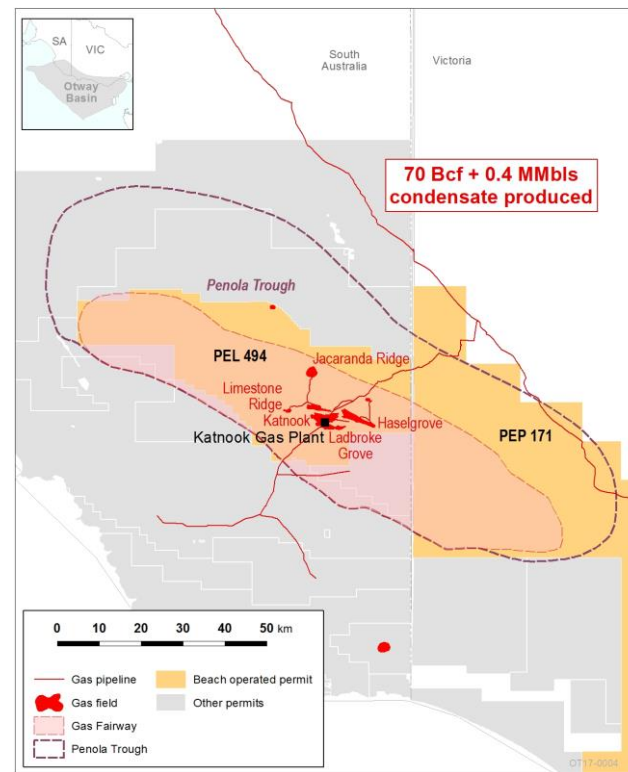 SA
VIC
Otway
Basin
South
Australia
Victoria
70 Bcf + 0.4 MMbls
condensate produced
Penola Trough
PEL 494
Jacaranda Ridge
Limestone
Ridge
Katnook
Haselgrove
Katnook Gas Plant
Ladbroke
Grove
PEP 171
0 10 20 30 40 50 km
Gas pipeline
Beach operated permit
Gas field
Other permits
Gas Fairway
Penola Trough
OT17-0004